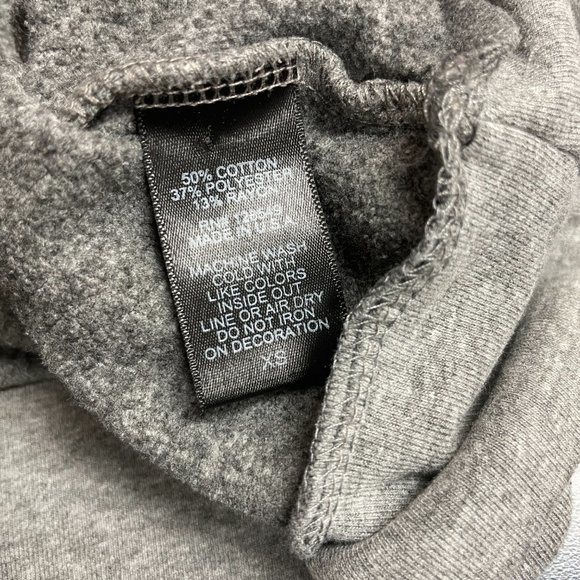 50% COTTON
37% POLYESTER
13% RAYON
RN#
MADE IN U.S.A.
MACHINE WASH
COLD WITH
LIKE COLORS
INSIDE OUT
LINE OR AIR DRY
DO NOT IRON
ON DECORATION
XS